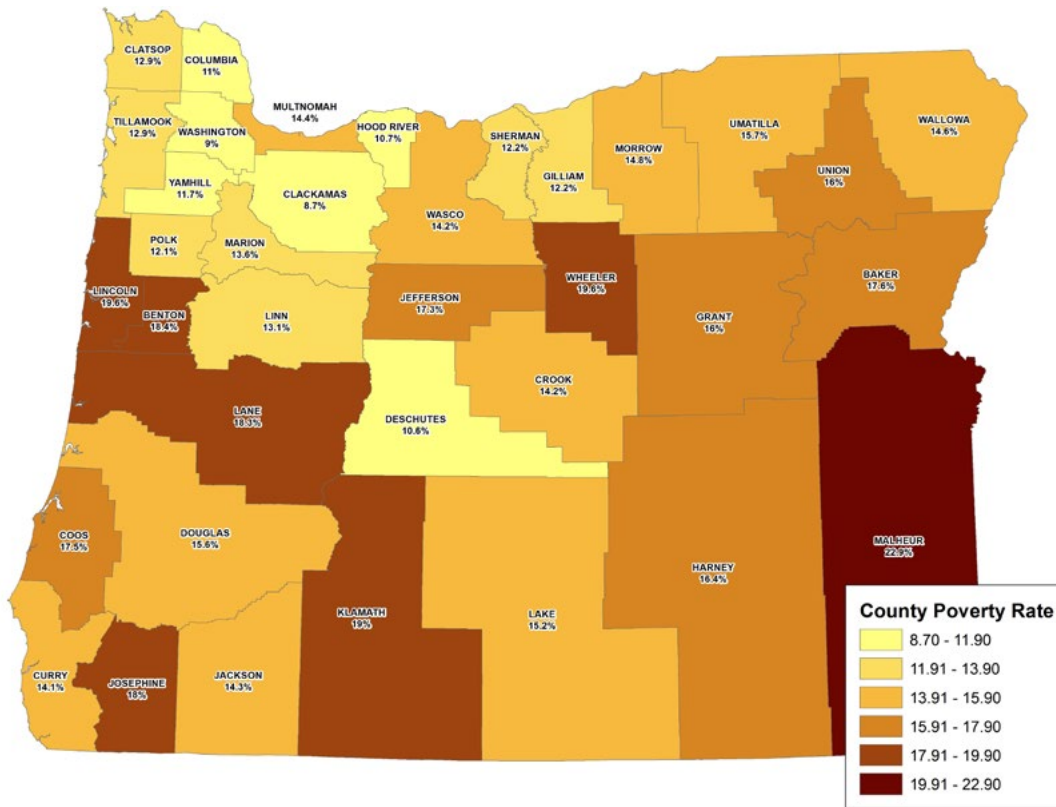 CLATSOP
12.9%
COLUMBIA
11%
MULTNOMAH
14.4%
TILLAMOOK
12.9%
WASHINGTON
9%
HOOD RIVER
10.7%
SHERMAN
12.2%
GILLIAM
12.2%
MORROW
14.8%
UMATILLA
15.7%
WALLOWA
14.6%
UNION
16%
YAMHILL
11.7%
CLACKAMAS
8.7%
WASCO
14.2%
POLK
12.1%
MARION
13.6%
LINCOLN
19.6%
BENTON
18.4%
LINN
13.1%
JEFFERSON
17.3%
WHEELER
19.6%
GRANT
16%
BAKER
17.6%
CROOK
14.2%
LANE
18.3%
DESCHUTES
10.6%
COOS
17.5%
DOUGLAS
15.6%
HARNEY
16.4%
MALHEUR
22.9%
KLAMATH
19%
LAKE
15.2%
CURRY
14.1%
JOSEPHINE
18%
JACKSON
14.3%
County Poverty Rate
8.70 - 11.90
11.91 - 13.90
13.91 - 15.90
15.91 - 17.90
17.91 - 19.90
19.91 - 22.90